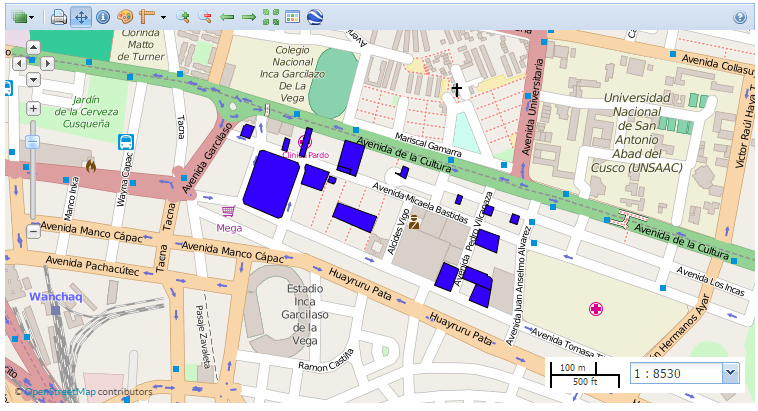 Clorinda
Matto
de Turner
Colegio
Nacional
Inca Garcilazo
De La
Vega
Avenida Universitaria
Avenida Collasu
Jardín
de la Cerveza
Cusqueña
Tacna
Avenida Garcilaso
Clinica Pardo
Avenida de la Cultura
Mariscal Gamarra
Universidad
Nacional
de San
Antonio
Abad del
Cusco (UNSAAC)
Victor Raúl Haya T
Manco Inka
Wayna Capac
Mega
Tacna
Avenida Micaela Bastidas
Alcides Vigo
Avenida Pedro Vilcapaza
Avenida Juan Anselmo Alvarez
Avenida de la Cultura
Avenida Manco Cápac
Avenida Manco Cápac
Avenida Pachacútec
Tacna
Huayruru Pata
Huayruru Pata
Avenida Los Incas
Wanchaq
Pasaje Zavaleta
Estadio
Inca
Garcilaso
de la
Vega
Ramon Castilla
Avenida Tomasa T
n Hermanos Ayar
100 m
500 ft
1 : 8530
© OpenStreetMap contributors